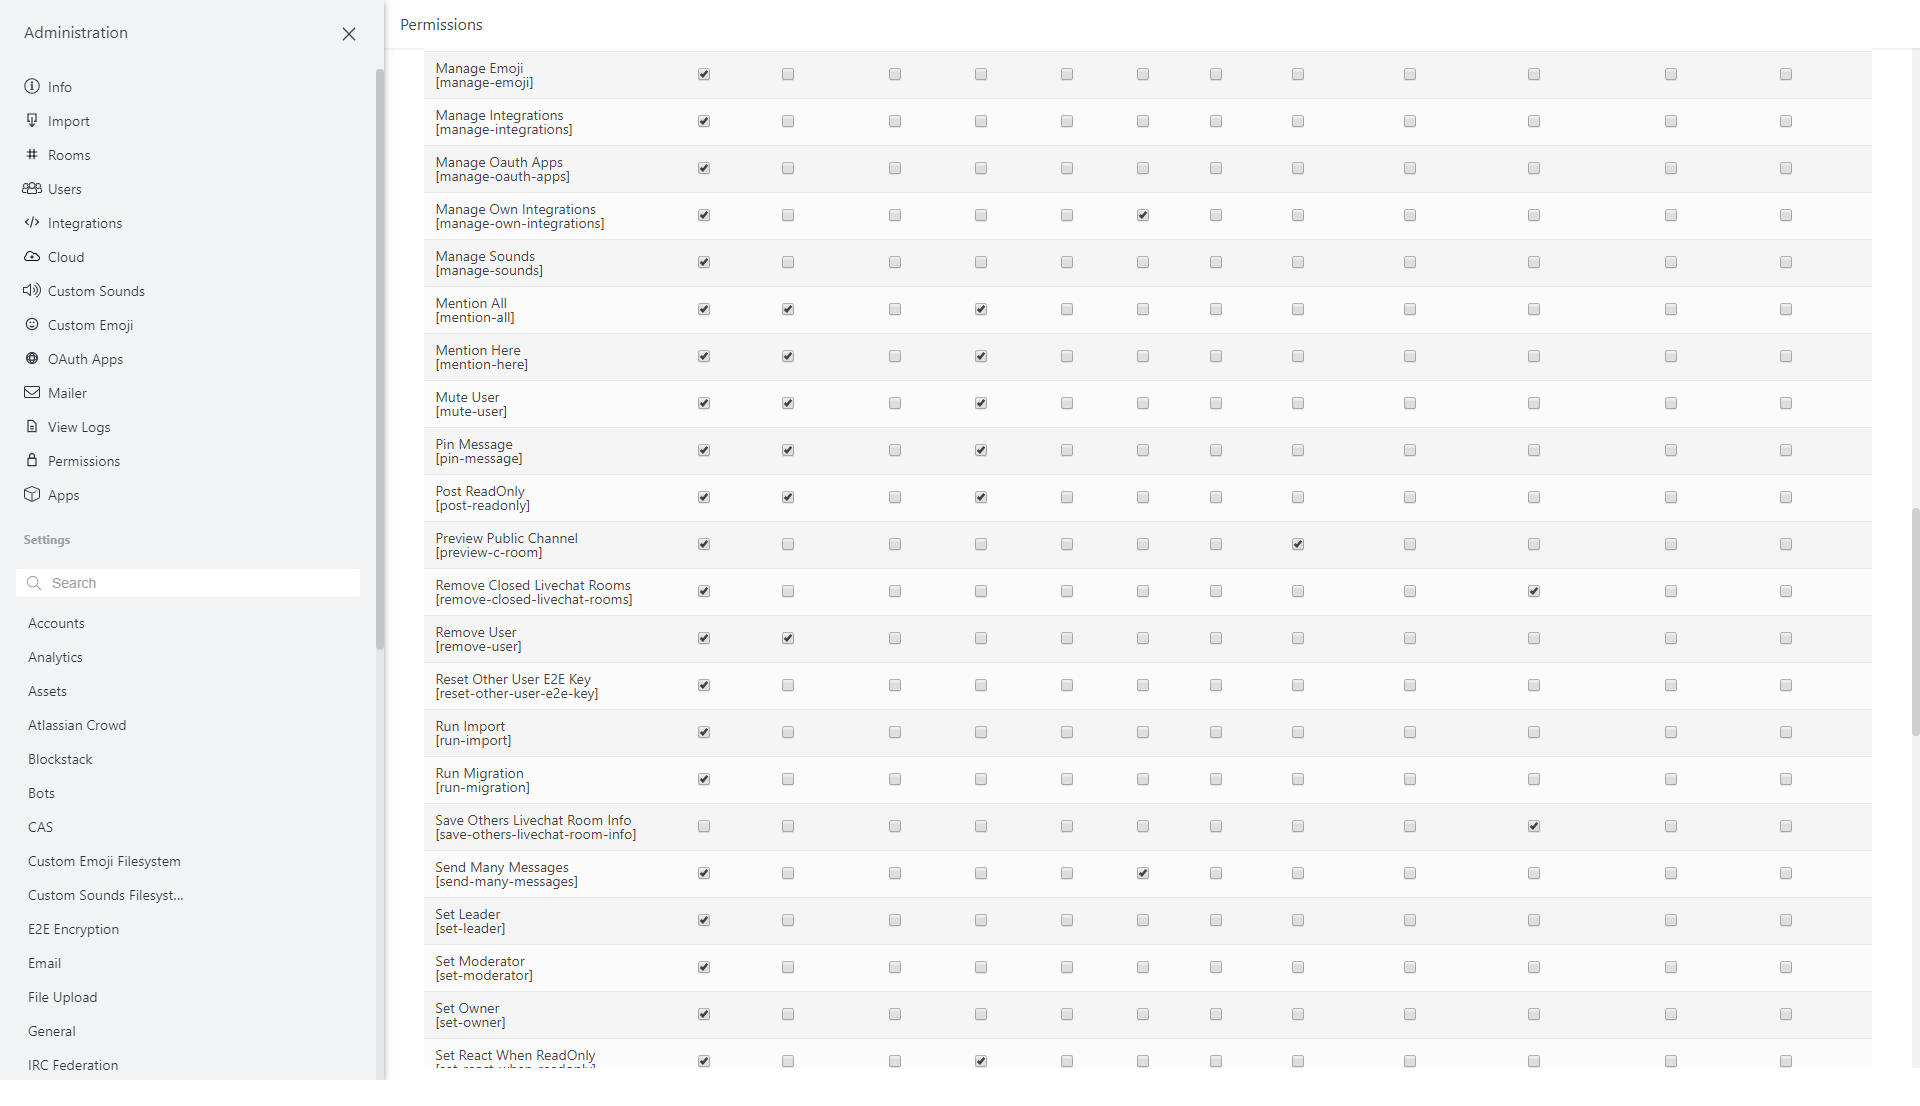 Administration
Info
Import
Rooms
Users
Integrations
Cloud
Custom Sounds
Custom Emoji
OAuth Apps
Mailer
View Logs
Permissions
Apps
Settings
Search
Accounts
Analytics
Assets
Atlassian Crowd
Blockstack
Bots
CAS
Custom Emoji Filesystem
Custom Sounds Filesyst...
E2E Encryption
Email
File Upload
General
IRC Federation
Permissions
Manage Emoji
[manage-emoji]
Manage Integrations
[manage-integrations]
Manage Oauth Apps
[manage-oauth-apps]
Manage Own Integrations
[manage-own-integrations]
Manage Sounds
[manage-sounds]
Mention All
[mention-all]
Mention Here
[mention-here]
Mute User
[mute-user]
Pin Message
[pin-message]
Post ReadOnly
[post-readonly]
Preview Public Channel
[preview-c-room]
Remove Closed Livechat Rooms
[remove-closed-livechat-rooms]
Remove User
[remove-user]
Reset Other User E2E Key
[reset-other-user-e2e-key]
Run Import
[run-import]
Run Migration
[run-migration]
Save Others Livechat Room Info
[save-others-livechat-room-info]
Send Many Messages
[send-many-messages]
Set Leader
[set-leader]
Set Moderator
[set-moderator]
Set Owner
[set-owner]
Set React When ReadOnly
[set-react-when-readonly]